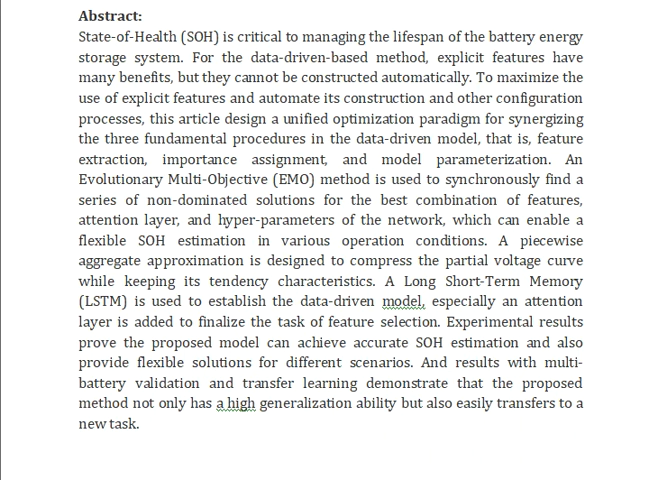 Abstract:
State-of-Health (SOH) is critical to managing the lifespan of the battery energy
storage system. For the data-driven-based method, explicit features have
many benefits, but they cannot be constructed automatically. To maximize the
use of explicit features and automate its construction and other configuration
processes, this article design a unified optimization paradigm for synergizing
the three fundamental procedures in the data-driven model, that is, feature
extraction, importance assignment, and model parameterization. An
Evolutionary Multi-Objective (EMO) method is used to synchronously find a
series of non-dominated solutions for the best combination of features,
attention layer, and hyper-parameters of the network, which can enable a
flexible SOH estimation in various operation conditions. A piecewise
aggregate approximation is designed to compress the partial voltage curve
while keeping its tendency characteristics. A Long Short-Term Memory
(LSTM) is used to establish the data-driven model, especially an attention
layer is added to finalize the task of feature selection. Experimental results
prove the proposed model can achieve accurate SOH estimation and also
provide flexible solutions for different scenarios. And results with multi-
battery validation and transfer learning demonstrate that the proposed
method not only has a high generalization ability but also easily transfers to a
new task.